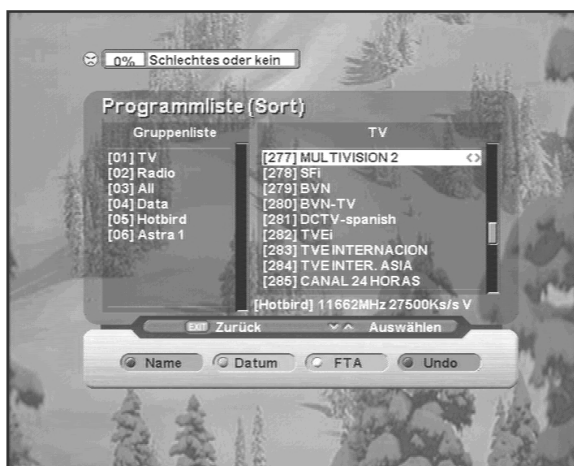 0% Schlechtes oder kein
Programmliste (Sort)
Gruppenliste
[01] TV
[02] Radio
[03] All
[04] Data
[05] Hotbird
[06] Astra 1
TV
[277] MULTIVISION 2
[278] SFi
[279] BVN
[280] BVN-TV
[281] DCTV-spanish
[282] TVEi
[283] TVE INTERNACION
[284] TVE INTER. ASIA
[285] CANAL 24 HORAS
[Hotbird] 11662MHz 27500Ks/s V
EXIT Zurück Auswählen
Name Datum FTA Undo